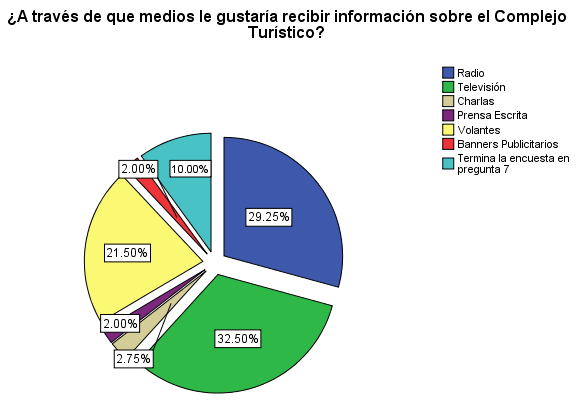 ¿A través de que medios le gustaría recibir información sobre el Complejo
Turístico?
Radio
Televisión
Charlas
Prensa Escrita
Volantes
Banners Publicitarios
Termina la encuesta en
pregunta 7
2.00%
10.00%
29.25%
21.50%
2.00%
32.50%
2.75%